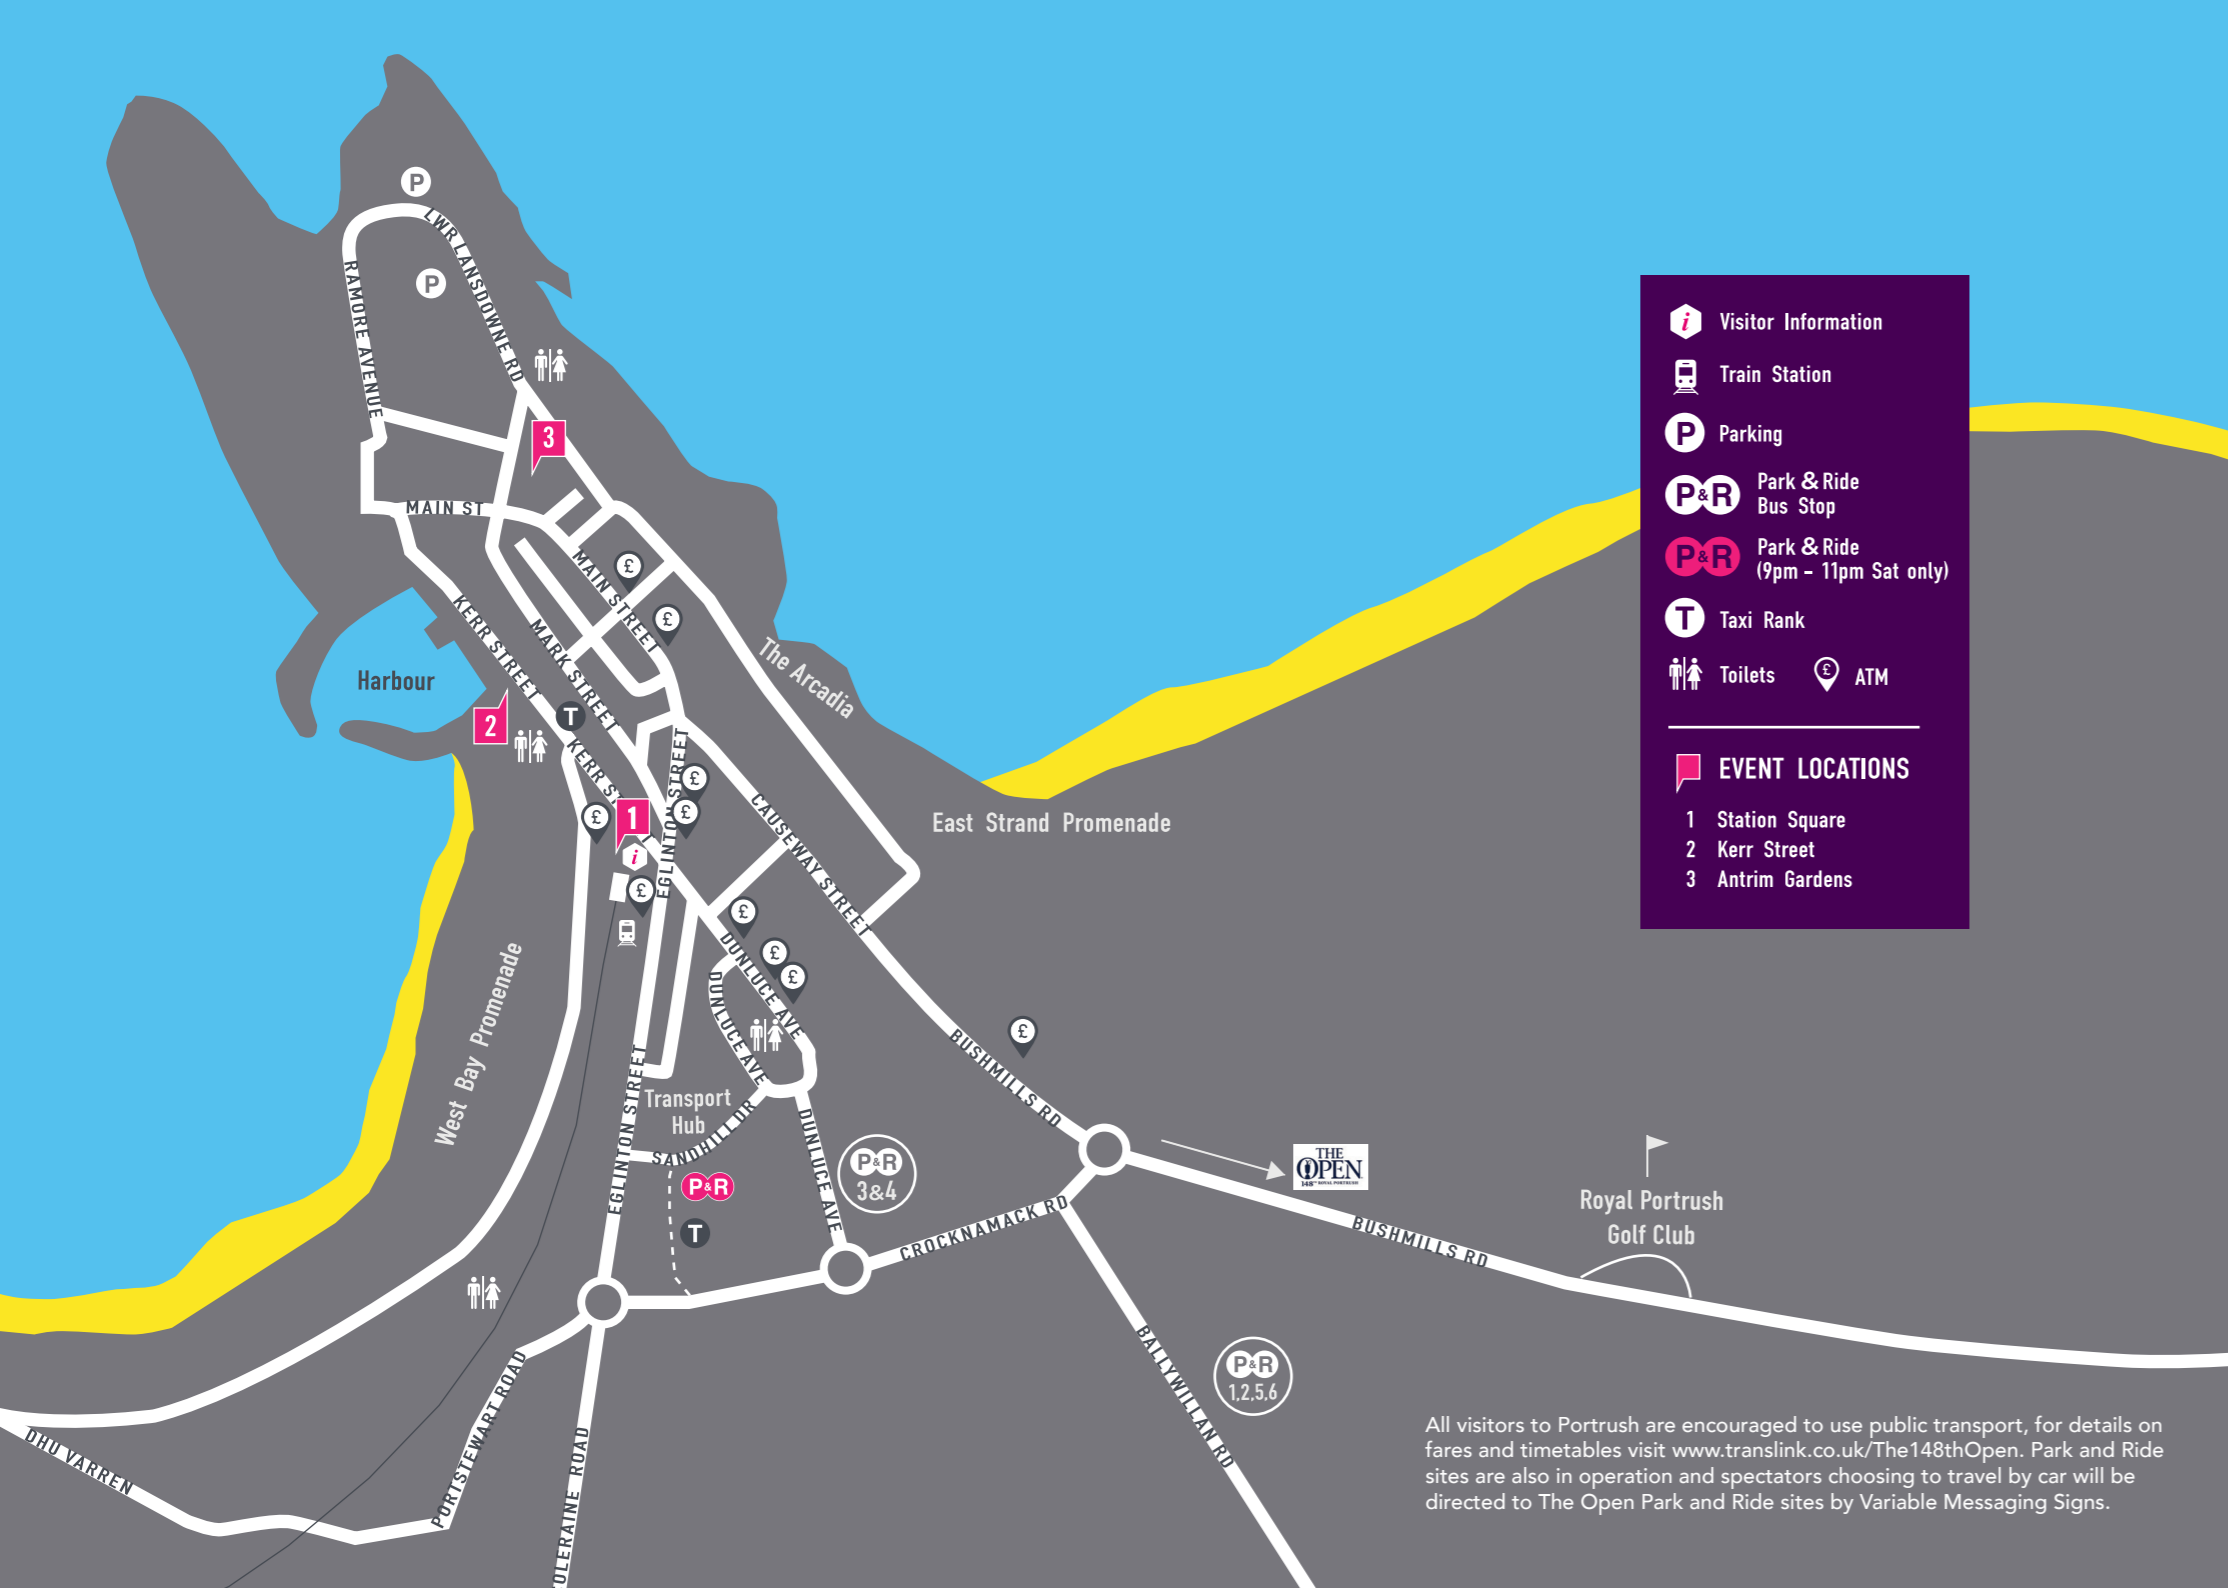 P
LWR LANSDOWNE RD
P
RAMORE AVENUE
3
MAIN ST
MAIN STREET
£
£
KERR STREET
MARK STREET
The Arcadia
Harbour
2
T
KERR ST
EGLINTON STREET
£
£
£
1
i
£
CAUSEWAY STREET
East Strand Promenade
£
£
£
DUNLUCE AVE
DUNLUCE AVE
West Bay Promenade
£
BUSHMILLS RD
EGLINTON STREET
Transport
Hub
SANDHILL DR
DUNLUCE AVE
P&R
3&4
P&R
T
CROCKNAMACK RD
THE
OPEN
148TH ROYAL PORTRUSH
Royal Portrush
Golf Club
BUSHMILLS RD
BALLYWILLAN RD
P&R
1,2,5,6
DHU VARREN
PORTSTEWART ROAD
OLERAINE ROAD
i Visitor Information
Train Station
P Parking
P&R Park & Ride
Bus Stop
P&R Park & Ride
(9pm - 11pm Sat only)
T Taxi Rank
Toilets £ ATM
EVENT LOCATIONS
1 Station Square
2 Kerr Street
3 Antrim Gardens
All visitors to Portrush are encouraged to use public transport, for details on
fares and timetables visit www.translink.co.uk/The148thOpen. Park and Ride
sites are also in operation and spectators choosing to travel by car will be
directed to The Open Park and Ride sites by Variable Messaging Signs.